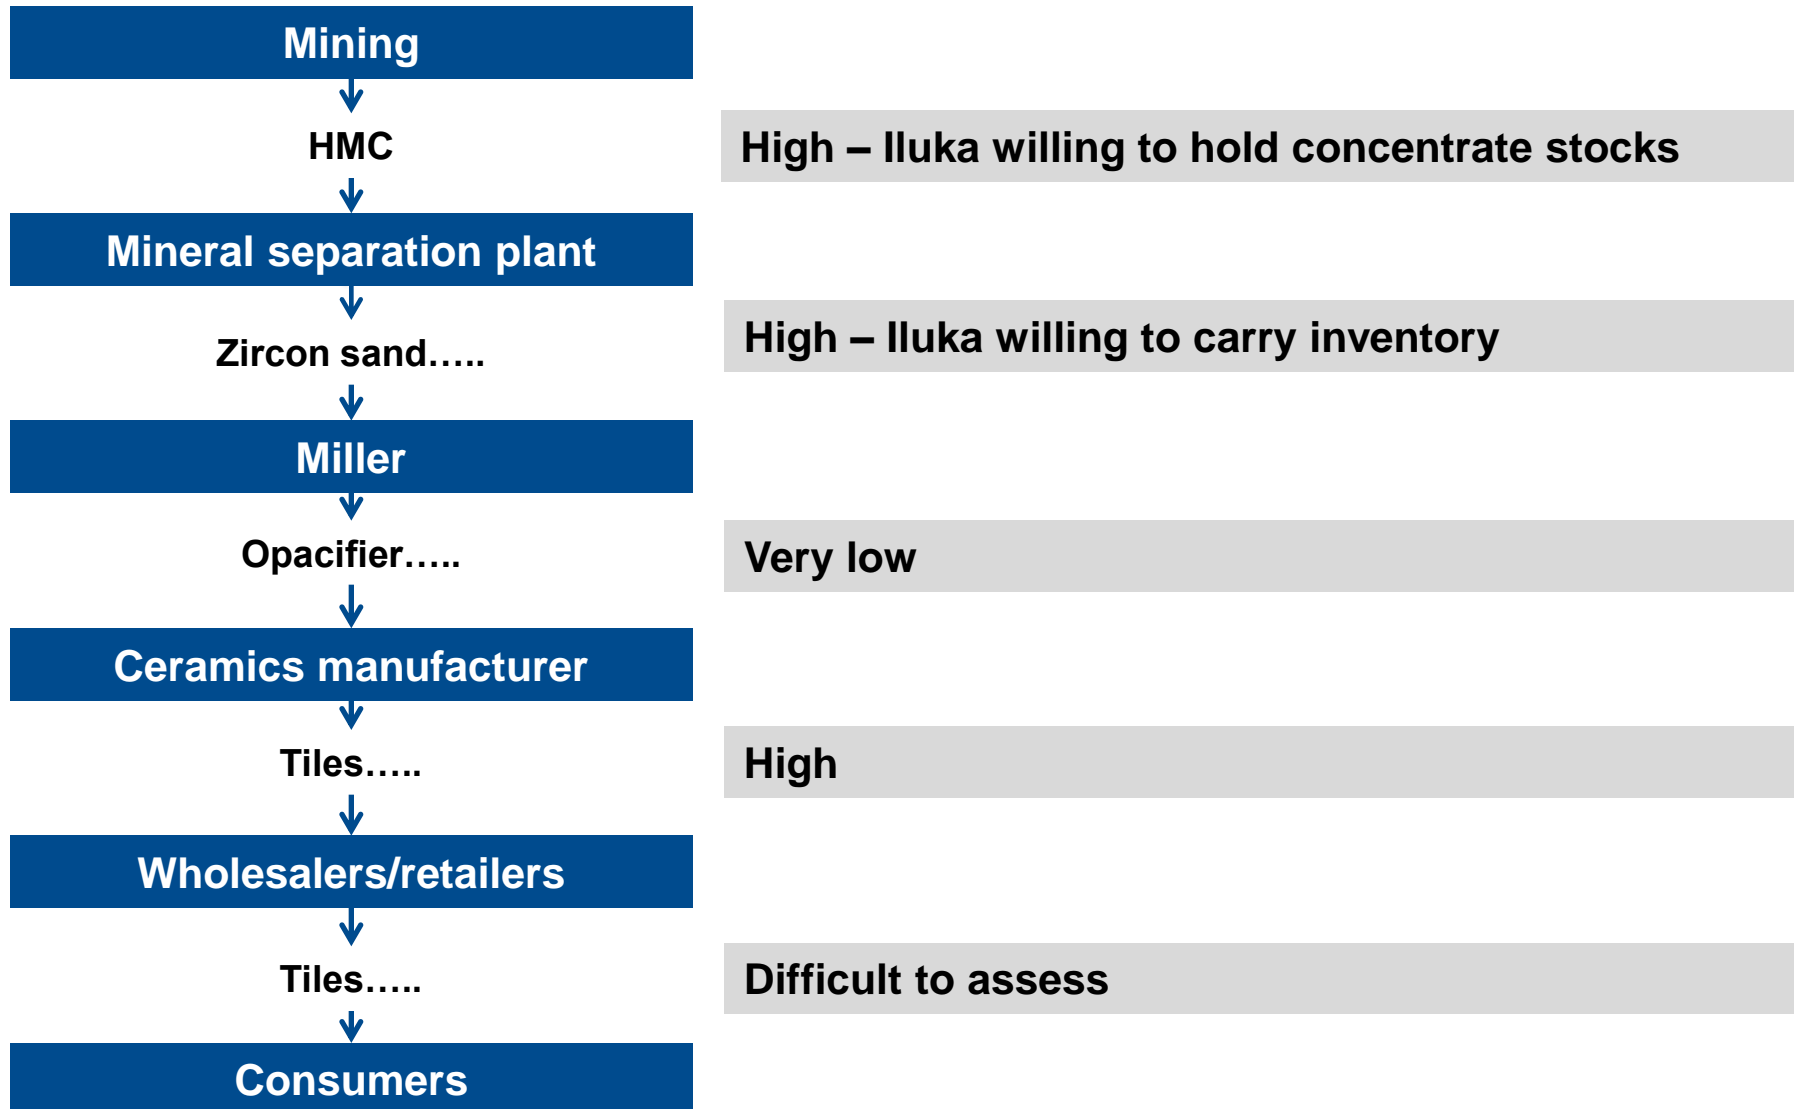 Mining
HMC
High – Iluka willing to hold concentrate stocks
Mineral separation plant
Zircon sand…..
High – Iluka willing to carry inventory
Miller
Opacifier…..
Very low
Ceramics manufacturer
Tiles…..
High
Wholesalers/retailers
Tiles…..
Difficult to assess
Consumers